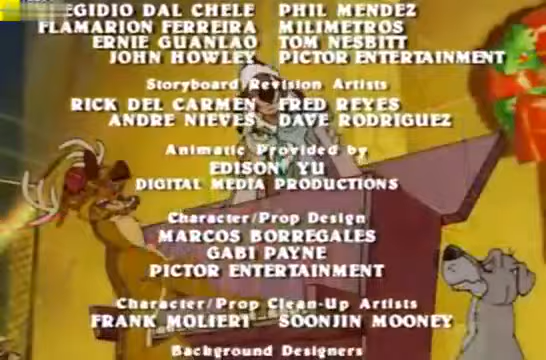 EGIDIO DAL CHELE PHIL MENDEZ
FLAMARION FERREIRA MILIMETROS
ERNIE GUANLAO TOM NESBITT
JOHN HOWLEY PICTOR ENTERTAINMENT
Storyboard/Revision Artists
RICK DEL CARMEN FRED REYES
ANDRE NIEVES DAVE RODRIGUEZ
Animatic Provided by
EDISON YU
DIGITAL MEDIA PRODUCTIONS
Character/Prop Design
MARCOS BORREGALES
GABI PAYNE
PICTOR ENTERTAINMENT
Character/Prop Clean-Up Artists
FRANK MOLIERI SOONJIN MOONEY
Background Designers